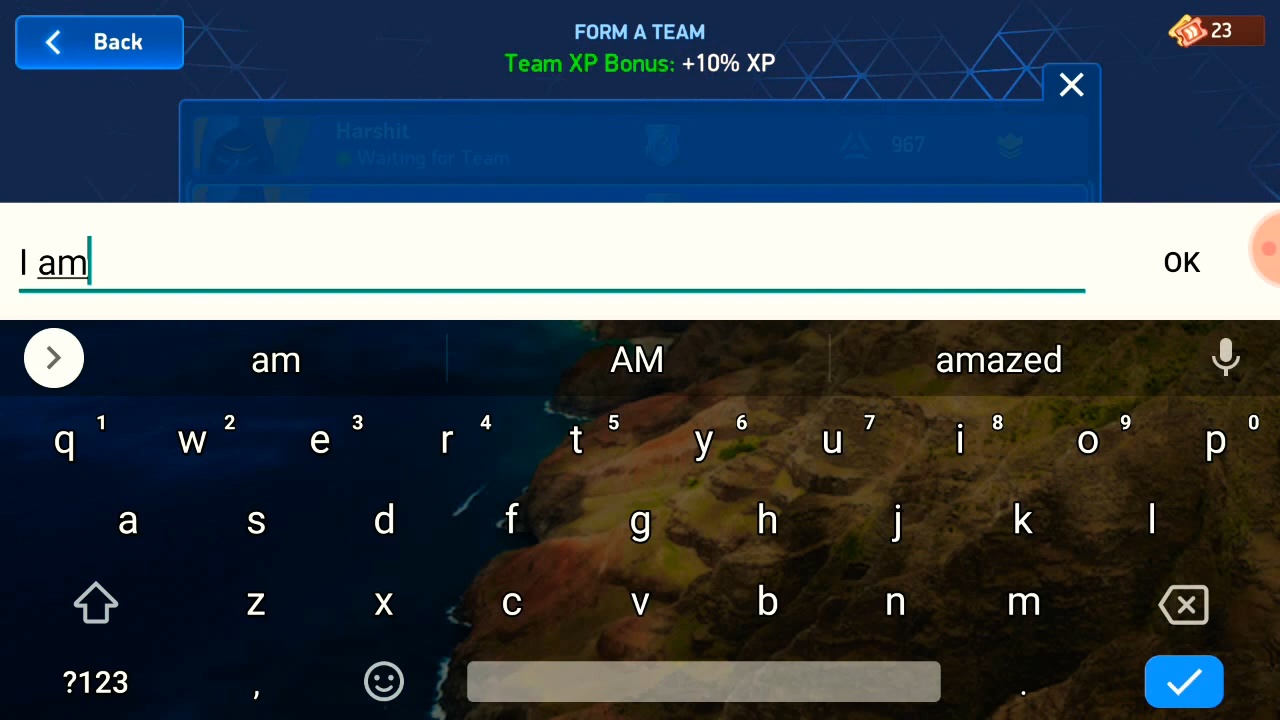 Back
FORM A TEAM
Team XP Bonus: +10% XP
23
Harshit
Waiting for Team
967
I am
OK
am AM amazed
q 1 w 2 e 3 r 4 t 5 y 6 u 7 i 8 o 9 p 0
a s d f g h j k l
z x c v b n m
?123 , .